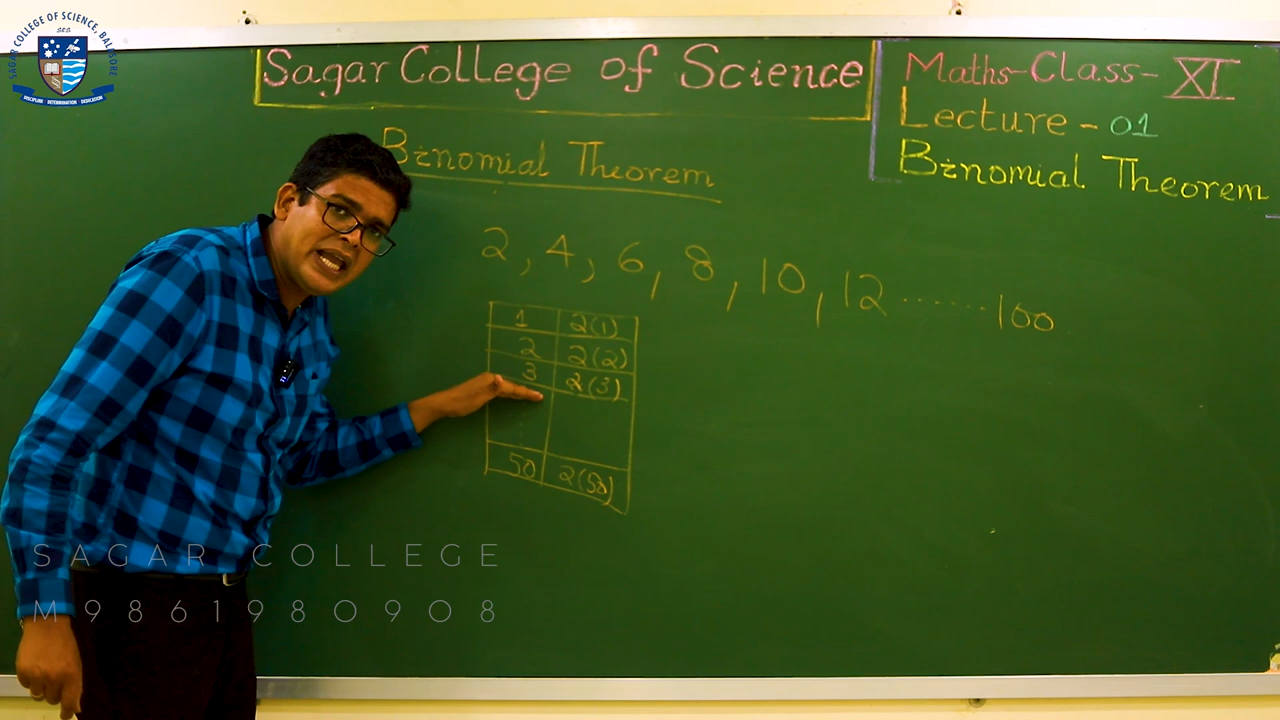 SAGAR COLLEGE OF SCIENCE, BALASORE
SCS
DISCIPLINE · DETERMINATION · DEDICATION
Sagar College of Science
Maths-Class-XI
Lecture-01
Binomial Theorem
Binomial Theorem
2, 4, 6, 8, 10, 12 ........ 100
1 2(1)
2 2(2)
3 2(3)
50 2(50)
SAGAR COLLEGE
M9861980908